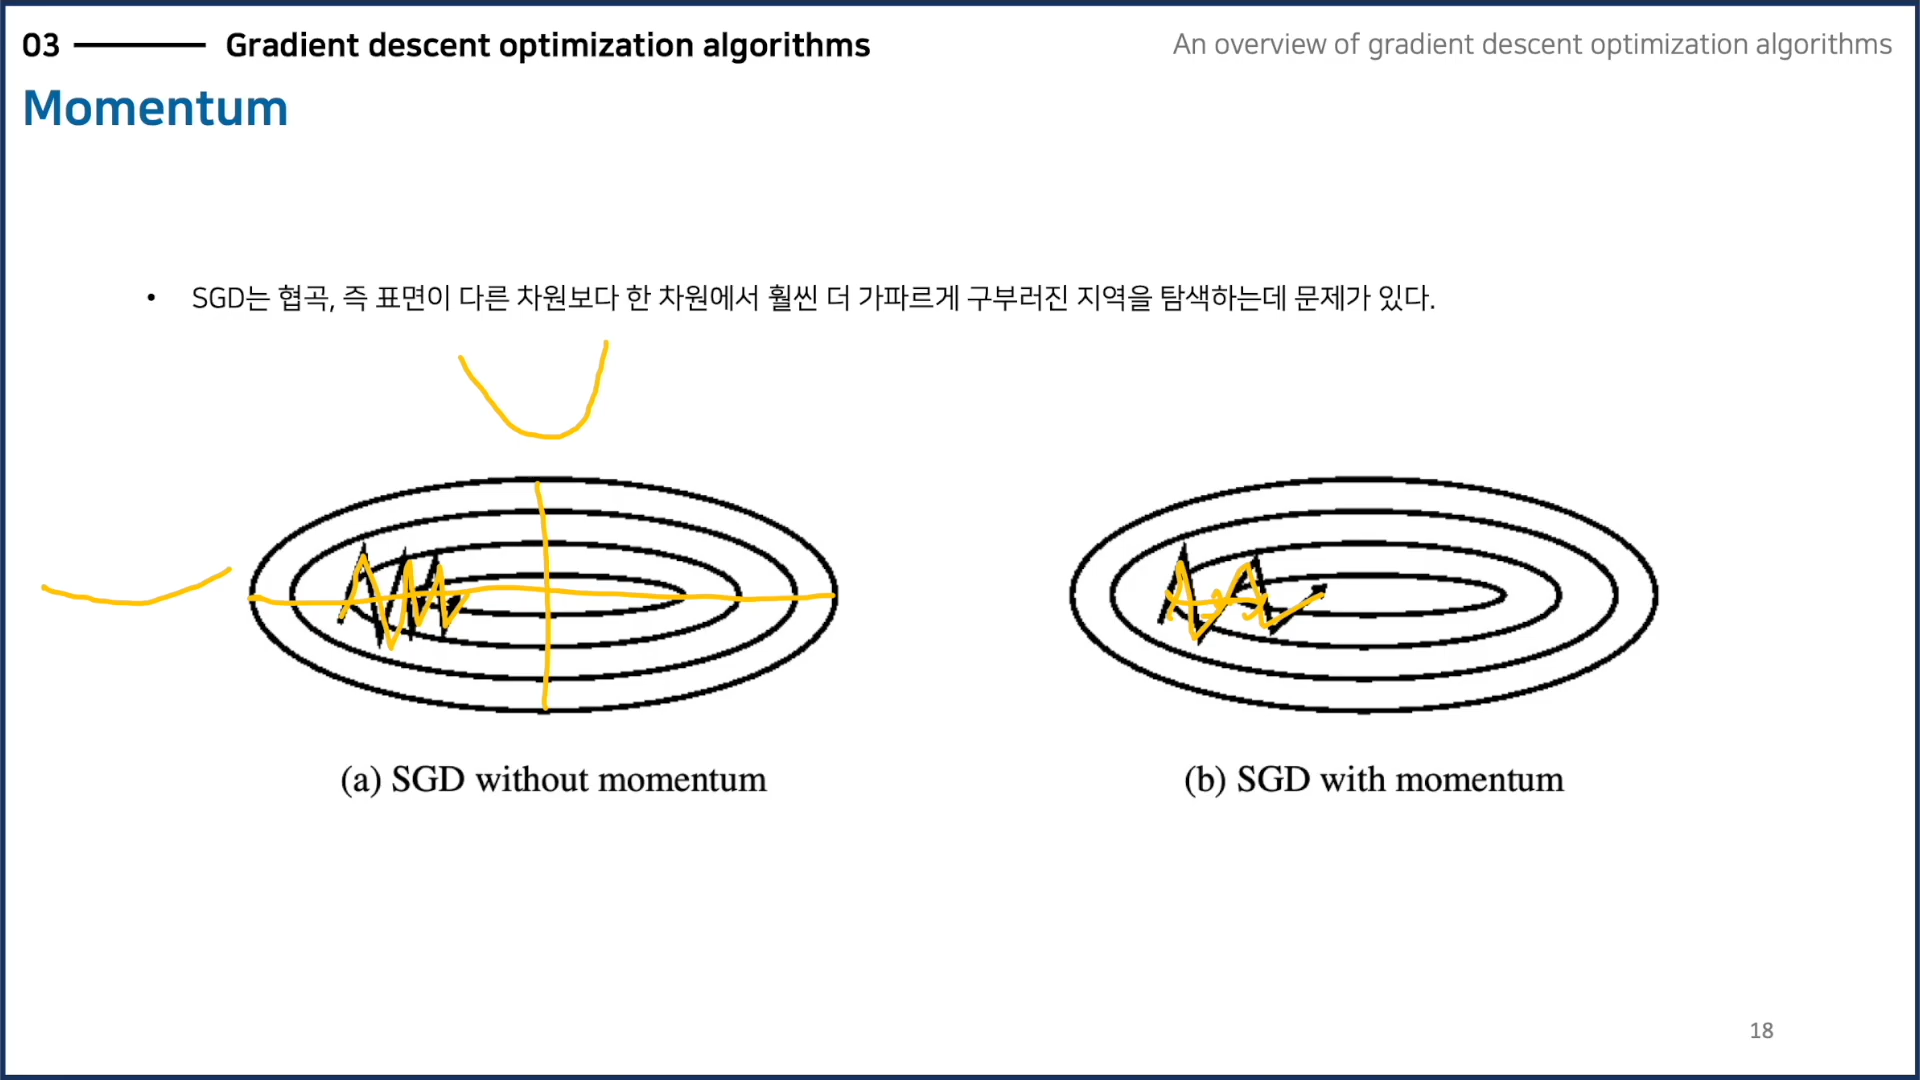 03 Gradient descent optimization algorithms
An overview of gradient descent optimization algorithms
Momentum
• SGD는 협곡, 즉 표면이 다른 차원보다 한 차원에서 훨씬 더 가파르게 구부러진 지역을 탐색하는데 문제가 있다.
(a) SGD without momentum
(b) SGD with momentum
18